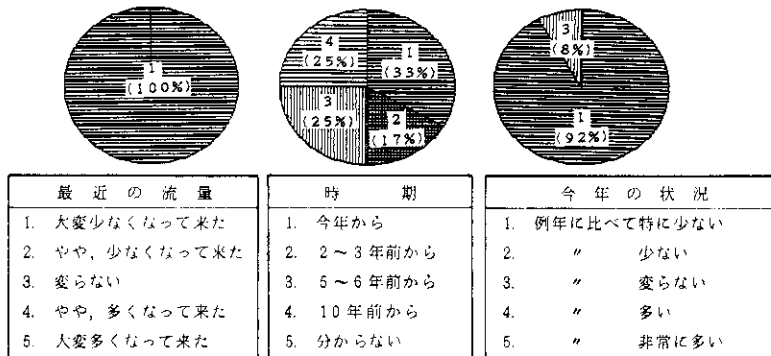 1
(100%)
4
(25%)
1
(33%)
3
(25%)
2
(17%)
3
(8%)
1
(92%)
最近の流量
1. 大変少なくなって来た
2. やや,少なくなって来た
3. 変らない
4. やや,多くなって来た
5. 大変多くなって来た
時期
1. 今年から
2. 2~3年前から
3. 5~6年前から
4. 10年前から
5. 分からない
今年の状況
1. 例年に比べて特に少ない
2. 〃 少ない
3. 〃 変らない
4. 〃 多い
5. 〃 非常に多い